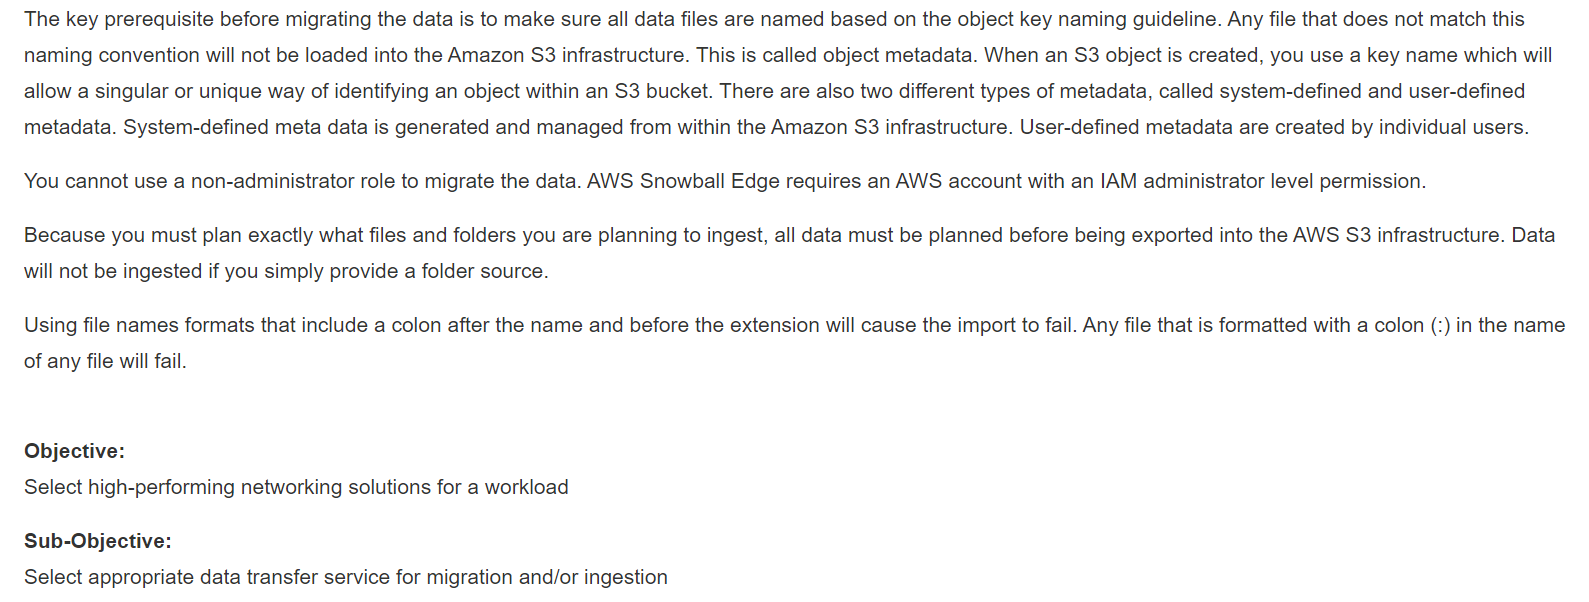 The key prerequisite before migrating the data is to make sure all data files are named based on the object key naming guideline. Any file that does not match this
naming convention will not be loaded into the Amazon S3 infrastructure. This is called object metadata. When an S3 object is created, you use a key name which will
allow a singular or unique way of identifying an object within an S3 bucket. There are also two different types of metadata, called system-defined and user-defined
metadata. System-defined meta data is generated and managed from within the Amazon S3 infrastructure. User-defined metadata are created by individual users.
You cannot use a non-administrator role to migrate the data. AWS Snowball Edge requires an AWS account with an IAM administrator level permission.
Because you must plan exactly what files and folders you are planning to ingest, all data must be planned before being exported into the AWS S3 infrastructure. Data
will not be ingested if you simply provide a folder source.
Using file names formats that include a colon after the name and before the extension will cause the import to fail. Any file that is formatted with a colon (:) in the name
of any file will fail.
Objective:
Select high-performing networking solutions for a workload
Sub-Objective:
Select appropriate data transfer service for migration and/or ingestion